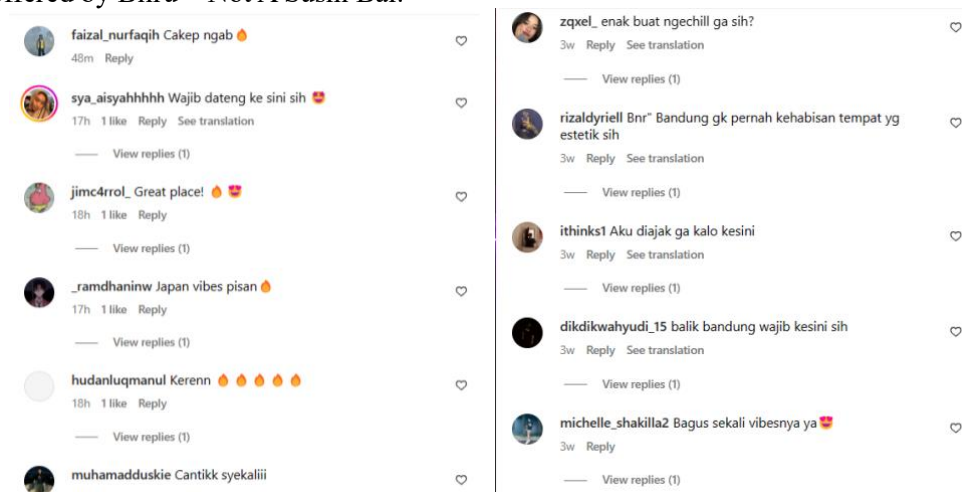 faizal_nurfaqih Cakep ngab🔥
48m Reply
sya_aisyahhhhh Wajib dateng ke sini sih 😍
17h 1 like Reply See translation
View replies (1)
jimc4rrol_ Great place! 🔥 😍
18h 1 like Reply
View replies (1)
_ramdhaninw Japan vibes pisan🔥
17h 1 like Reply
View replies (1)
hudanluqmanul Kerenn 🔥 🔥 🔥 🔥 🔥
18h 1 like Reply
View replies (1)
muhamadduskie Cantikk syekaliii
zqxel_ enak buat ngechill ga sih?
3w Reply See translation
View replies (1)
rizaldyriell Bnr" Bandung gk pernah kehabisan tempat yg
estetik sih
3w Reply See translation
View replies (1)
ithinks1 Aku diajak ga kalo kesini
3w Reply See translation
View replies (1)
dikdikwahyudi_15 balik bandung wajib kesini sih
3w Reply See translation
View replies (1)
michelle_shakilla2 Bagus sekali vibesnya ya😍
3w Reply
View replies (1)